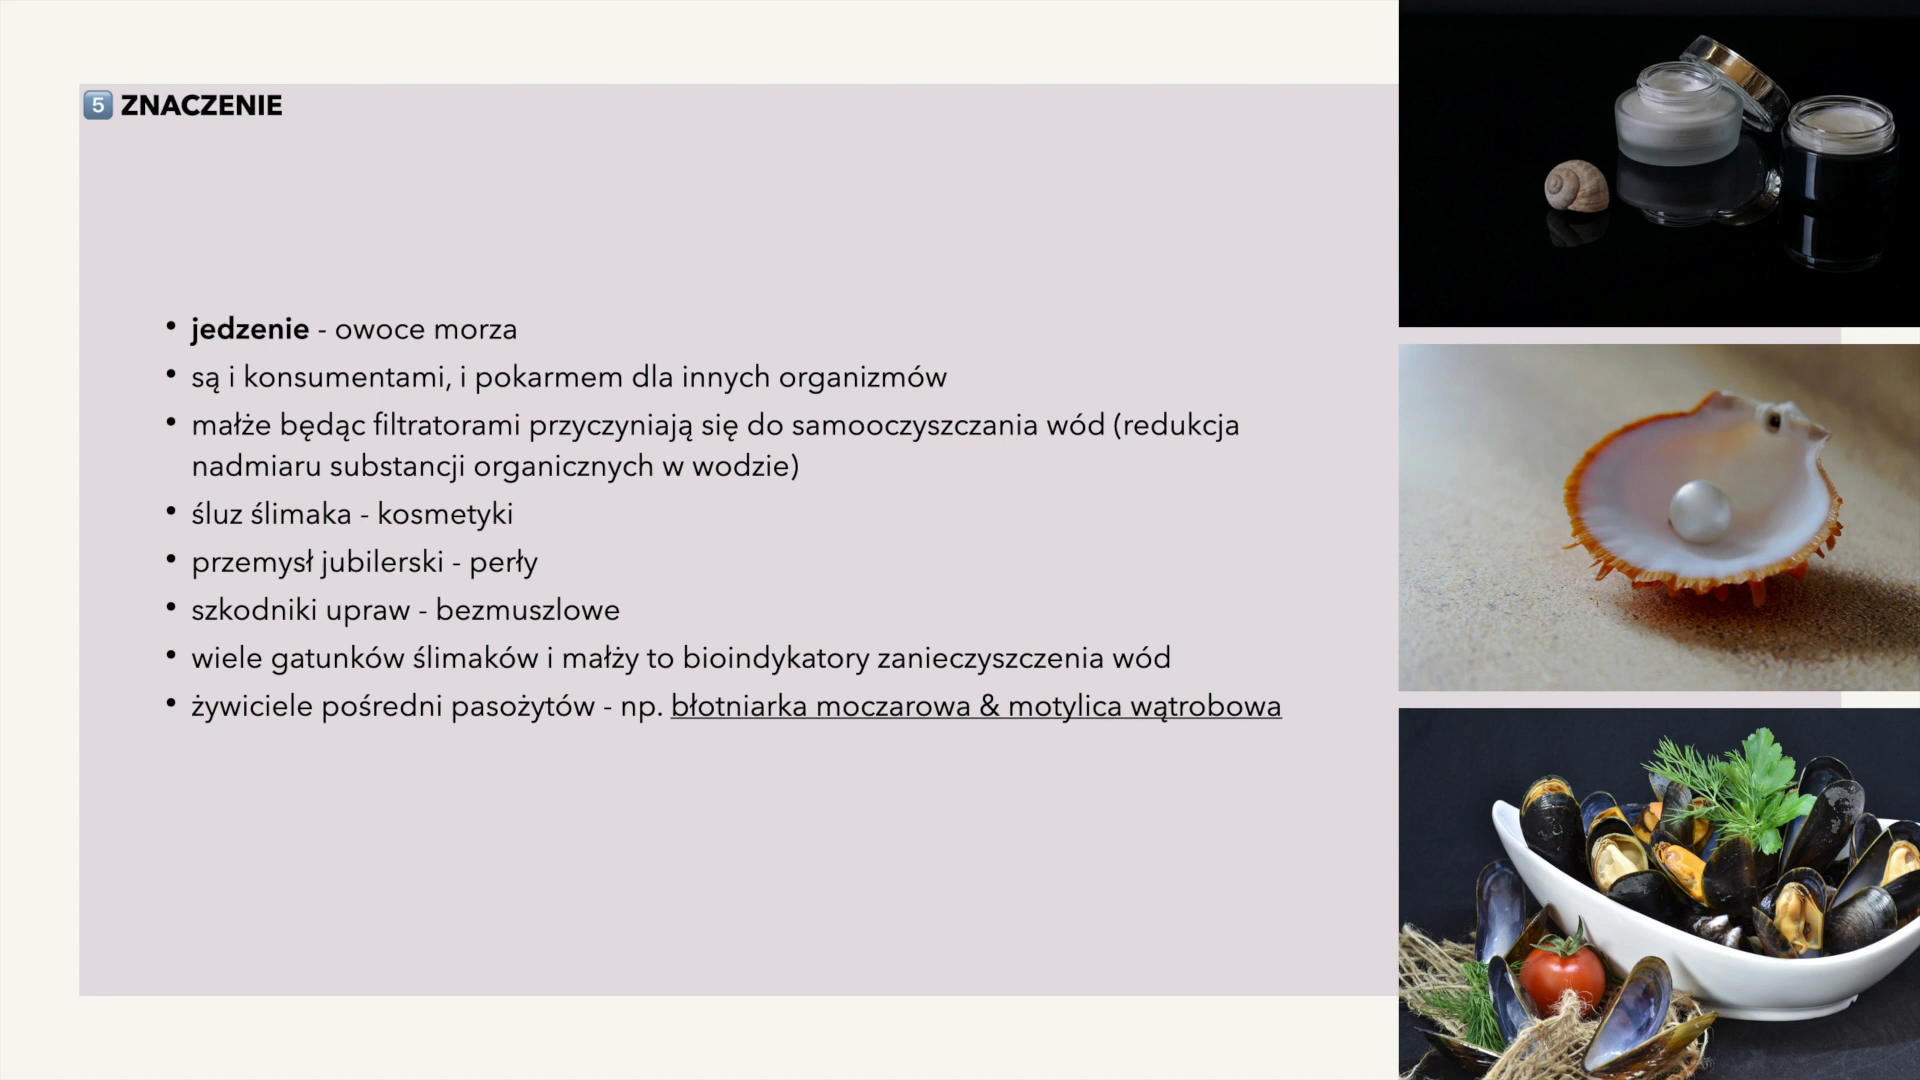 5️⃣ ZNACZENIE
• jedzenie - owoce morza
• są i konsumentami, i pokarmem dla innych organizmów
• małże będąc filtratorami przyczyniają się do samooczyszczania wód (redukcja
nadmiaru substancji organicznych w wodzie)
• śluz ślimaka - kosmetyki
• przemysł jubilerski - perły
• szkodniki upraw - bezmuszlowe
• wiele gatunków ślimaków i małży to bioindykatory zanieczyszczenia wód
• żywiciele pośredni pasożytów - np. błotniarka moczarowa & motylica wątrobowa